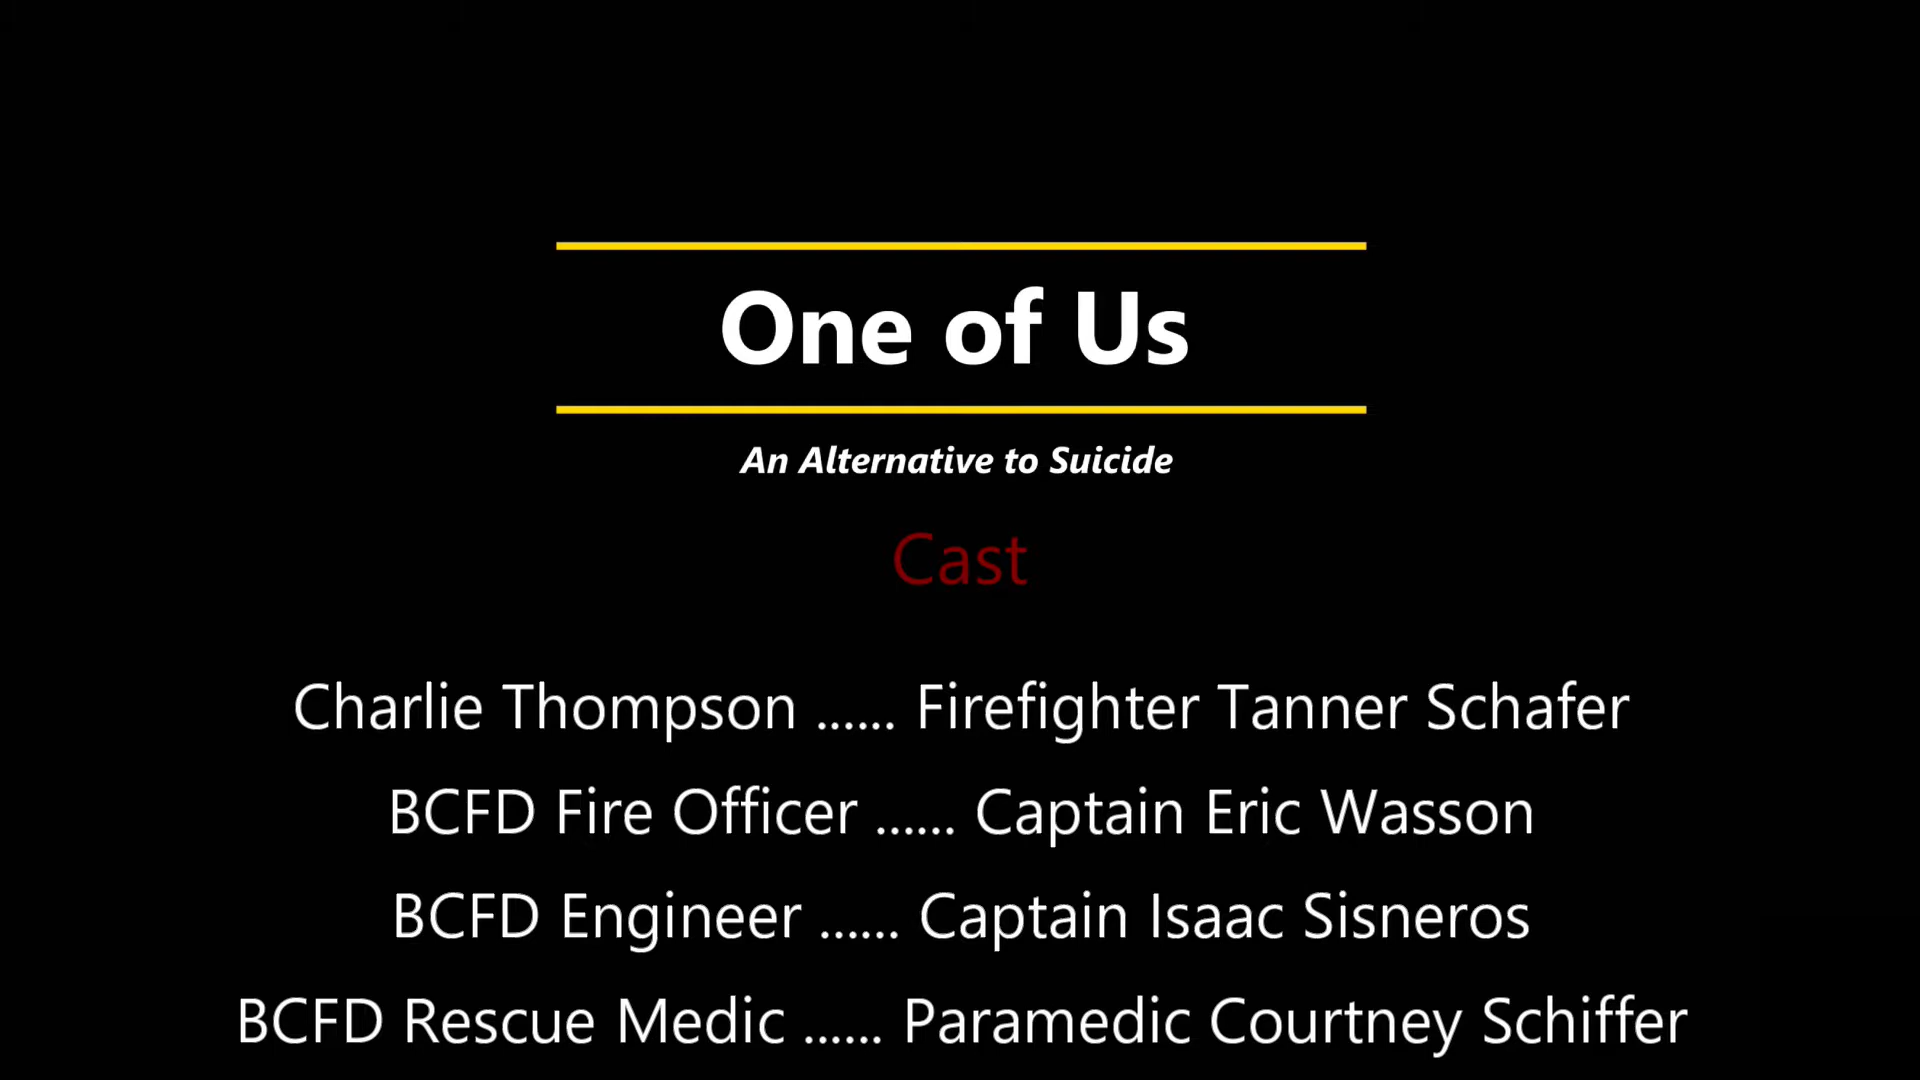 One of Us
An Alternative to Suicide
Cast
Charlie Thompson ...... Firefighter Tanner Schafer
BCFD Fire Officer ...... Captain Eric Wasson
BCFD Engineer ...... Captain Isaac Sisneros
BCFD Rescue Medic ...... Paramedic Courtney Schiffer